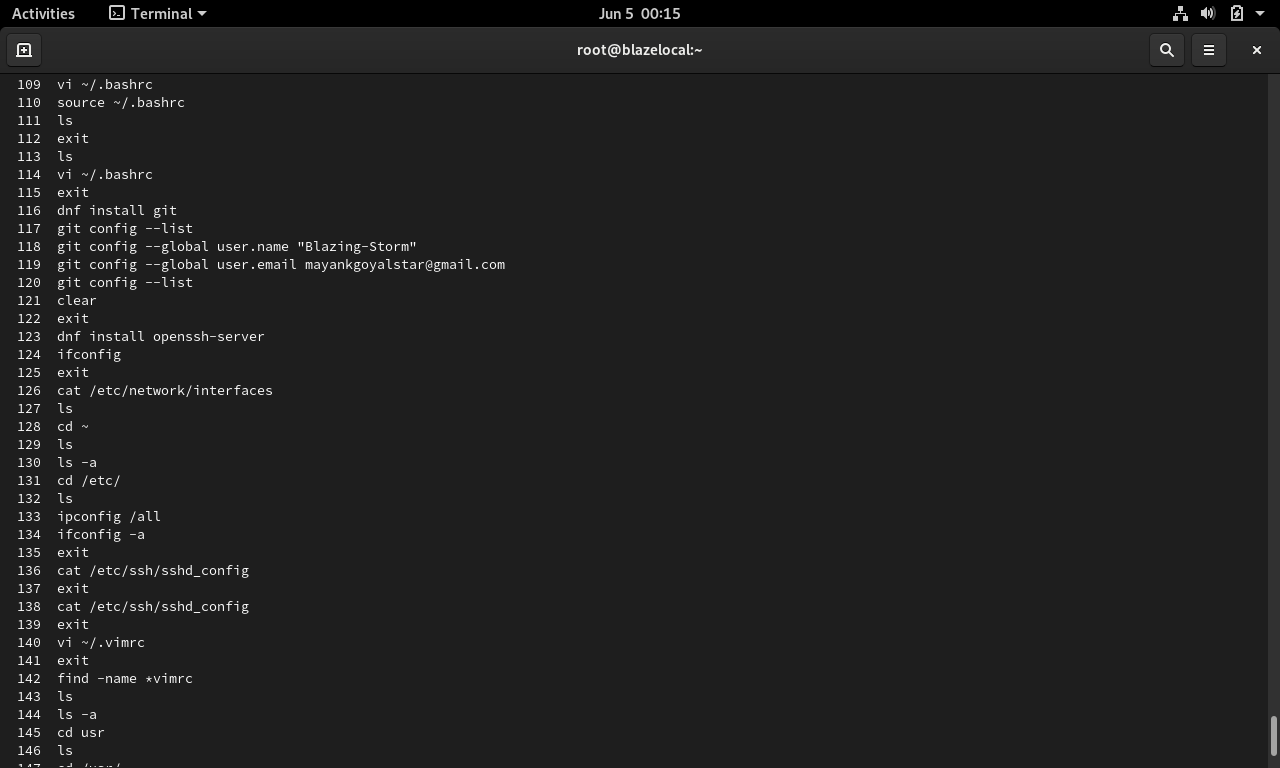 Activities Terminal Jun 5 00:15
root@blazelocal:~
109 vi ~/.bashrc
110 source ~/.bashrc
111 ls
112 exit
113 ls
114 vi ~/.bashrc
115 exit
116 dnf install git
117 git config --list
118 git config --global user.name "Blazing-Storm"
119 git config --global user.email mayankgoyalstar@gmail.com
120 git config --list
121 clear
122 exit
123 dnf install openssh-server
124 ifconfig
125 exit
126 cat /etc/network/interfaces
127 ls
128 cd ~
129 ls
130 ls -a
131 cd /etc/
132 ls
133 ipconfig /all
134 ifconfig -a
135 exit
136 cat /etc/ssh/sshd_config
137 exit
138 cat /etc/ssh/sshd_config
139 exit
140 vi ~/.vimrc
141 exit
142 find -name *vimrc
143 ls
144 ls -a
145 cd usr
146 ls
147 cd /usr/